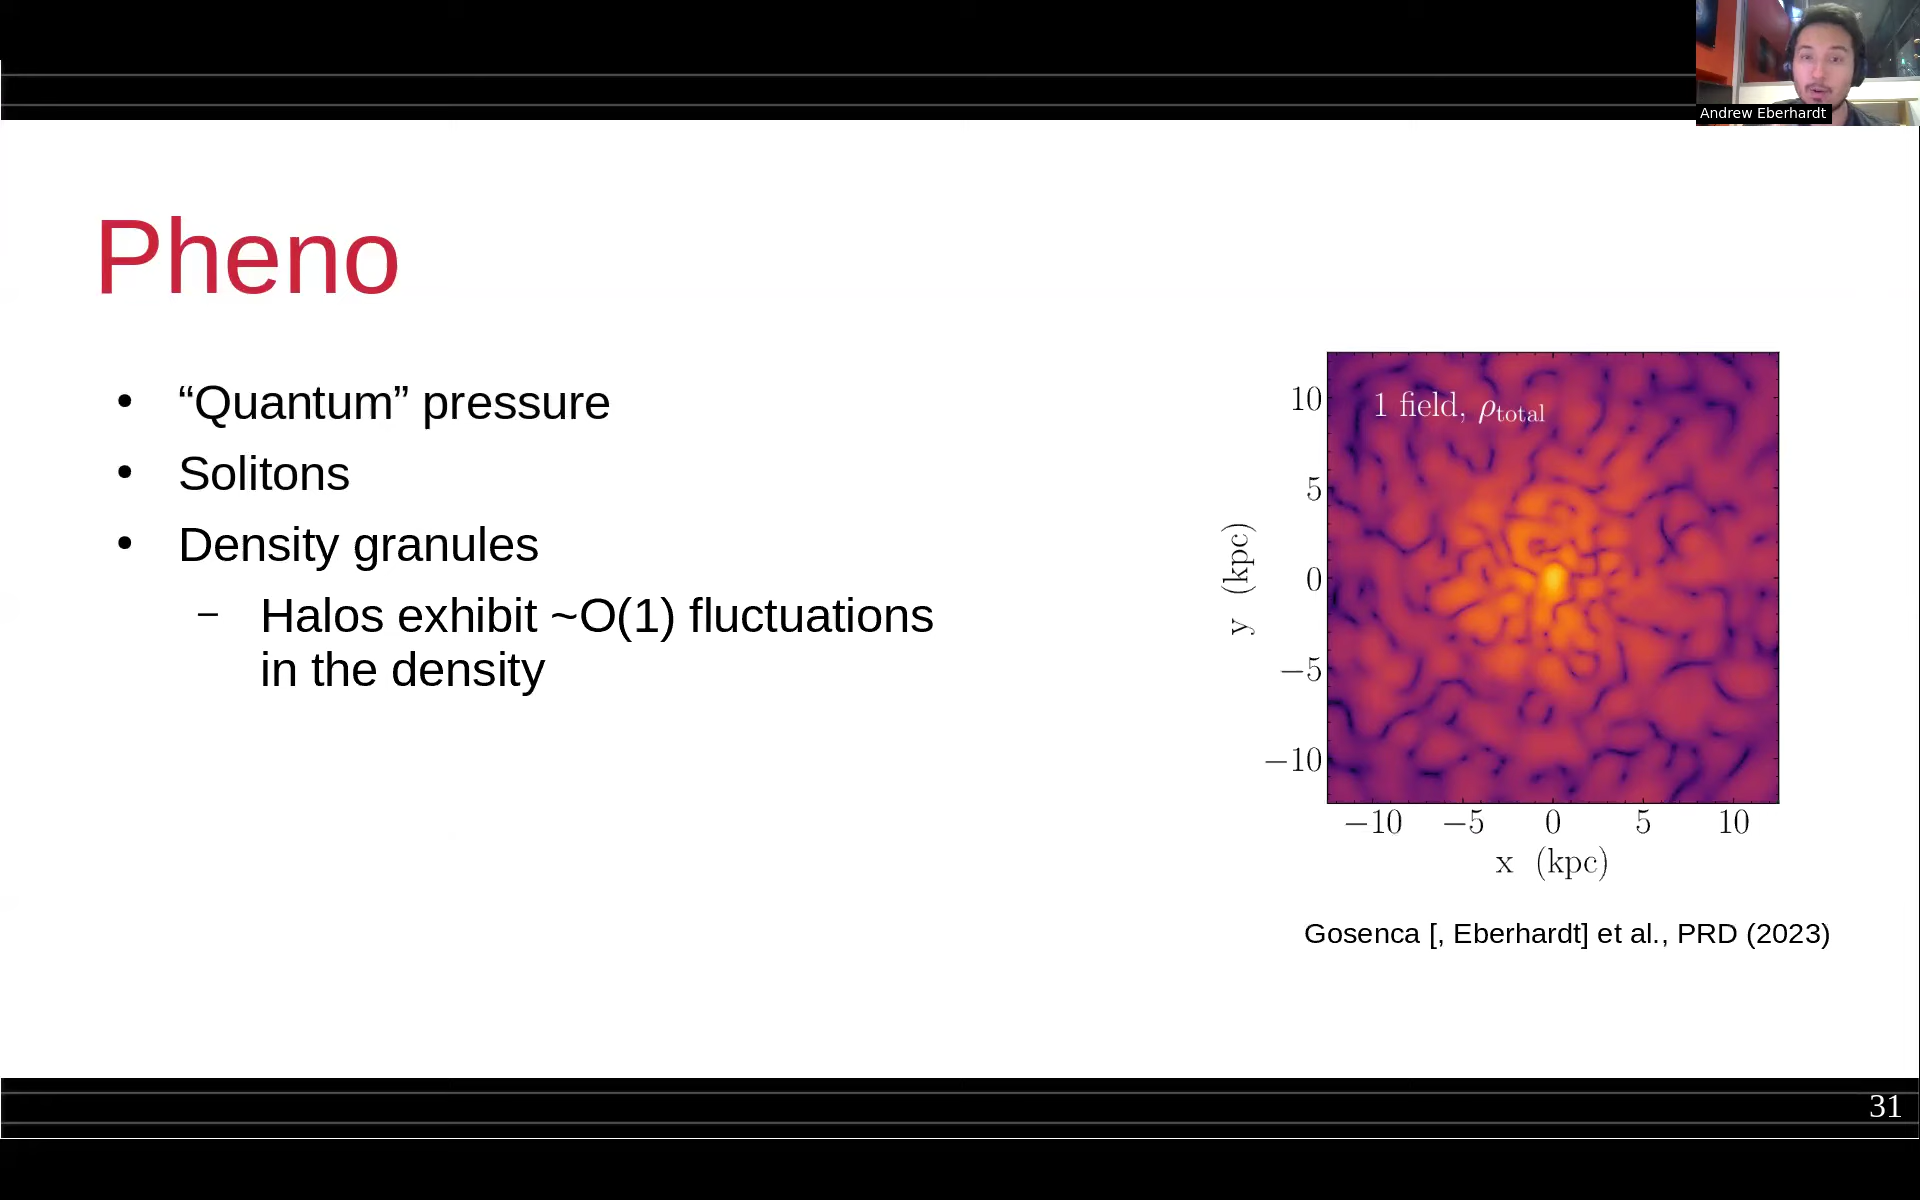 Andrew Eberhardt
Pheno
• “Quantum” pressure
• Solitons
• Density granules
– Halos exhibit ~O(1) fluctuations
in the density
1 field, ρtotal
10
5
0
−5
−10
y (kpc)
−10 −5 0 5 10
x (kpc)
Gosenca [, Eberhardt] et al., PRD (2023)
31